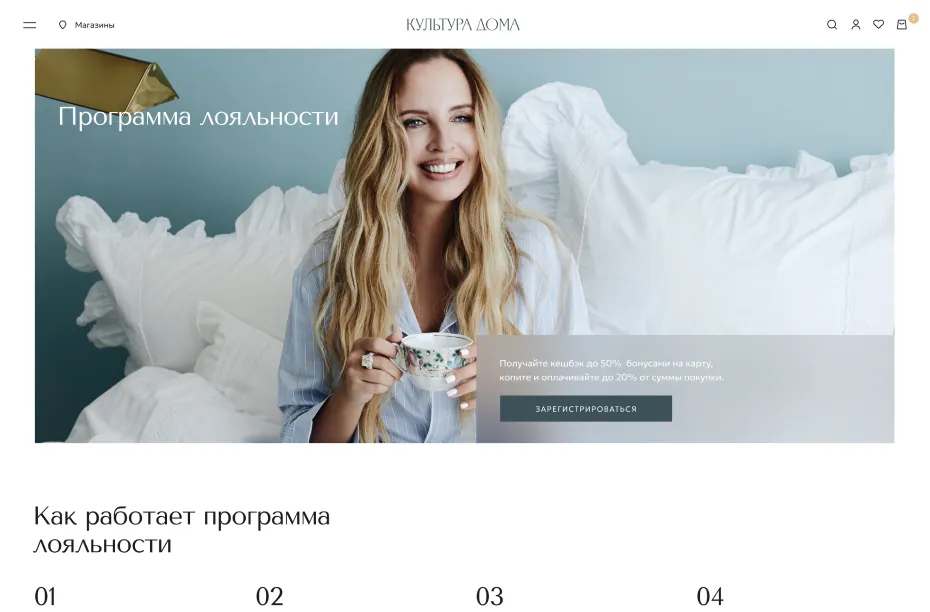 Магазины
КУЛЬТУРА ДОМА
Программа лояльности
Получайте кешбэк до 50% бонусами на карту,
копите и оплачивайте до 20% от суммы покупки.
ЗАРЕГИСТРИРОВАТЬСЯ
Как работает программа
лояльности
01
02
03
04